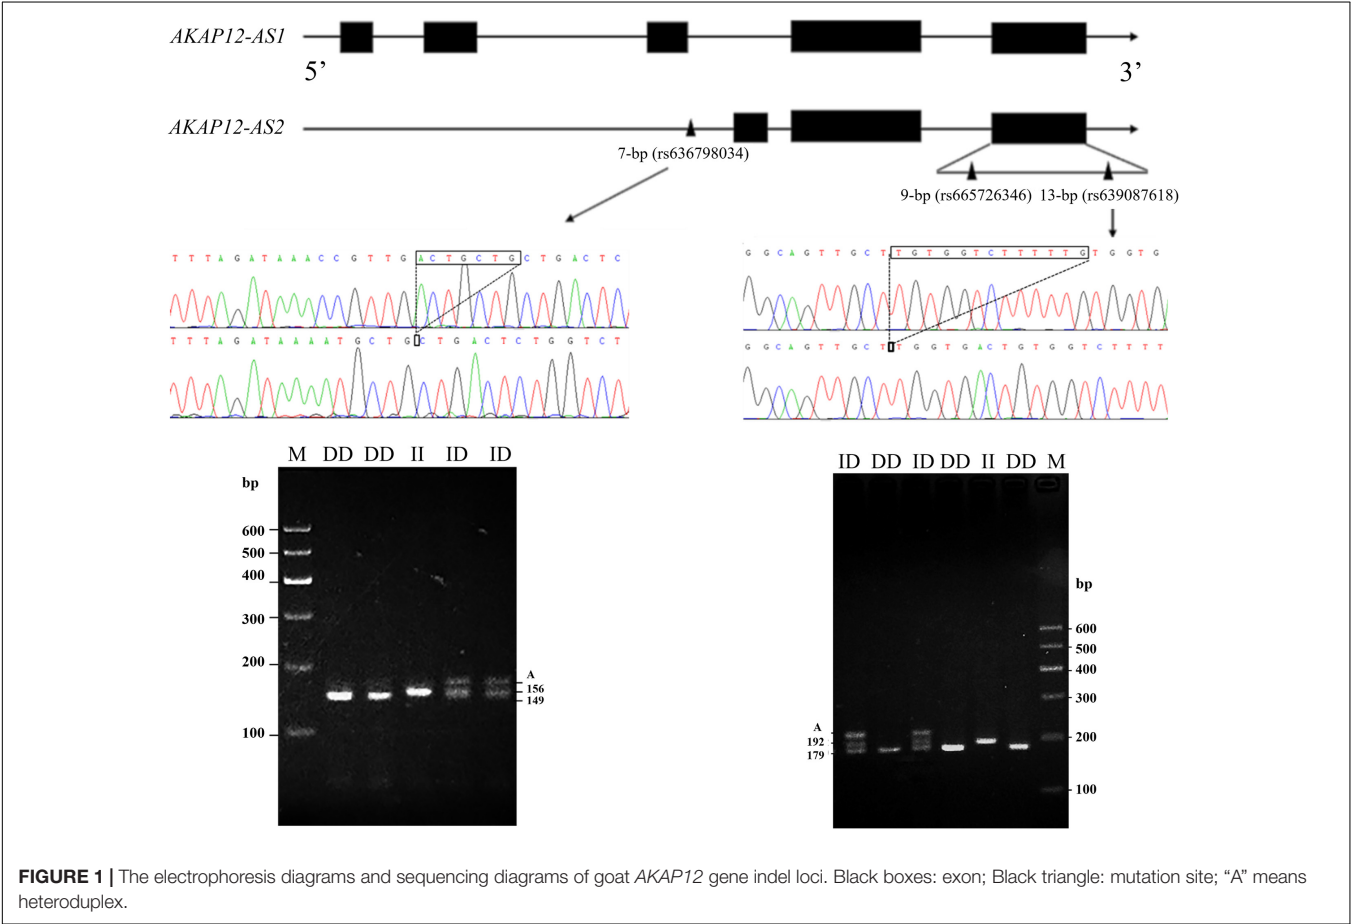 AKAP12-AS1
5’ 3’
AKAP12-AS2
7-bp (rs636798034)
9-bp (rs665726346) 13-bp (rs639087618)
T T T A G A T A A A C C G T T G A C T G C T G C T G A C T C
T T T A G A T A A A A T G C T G C T G A C T C T G G T C T
G G C A G T T G C T T G T G G T C T T T T T G T G G T G
G G C A G T T G C T T G G T G A C T G T G G T C T T T T
M DD DD II ID ID
bp
600
500
400
300
200
100
A
156
149
ID DD ID DD II DD M
bp
600
500
400
300
200
100
A
192
179
FIGURE 1 | The electrophoresis diagrams and sequencing diagrams of goat AKAP12 gene indel loci. Black boxes: exon; Black triangle: mutation site; “A” means
heteroduplex.